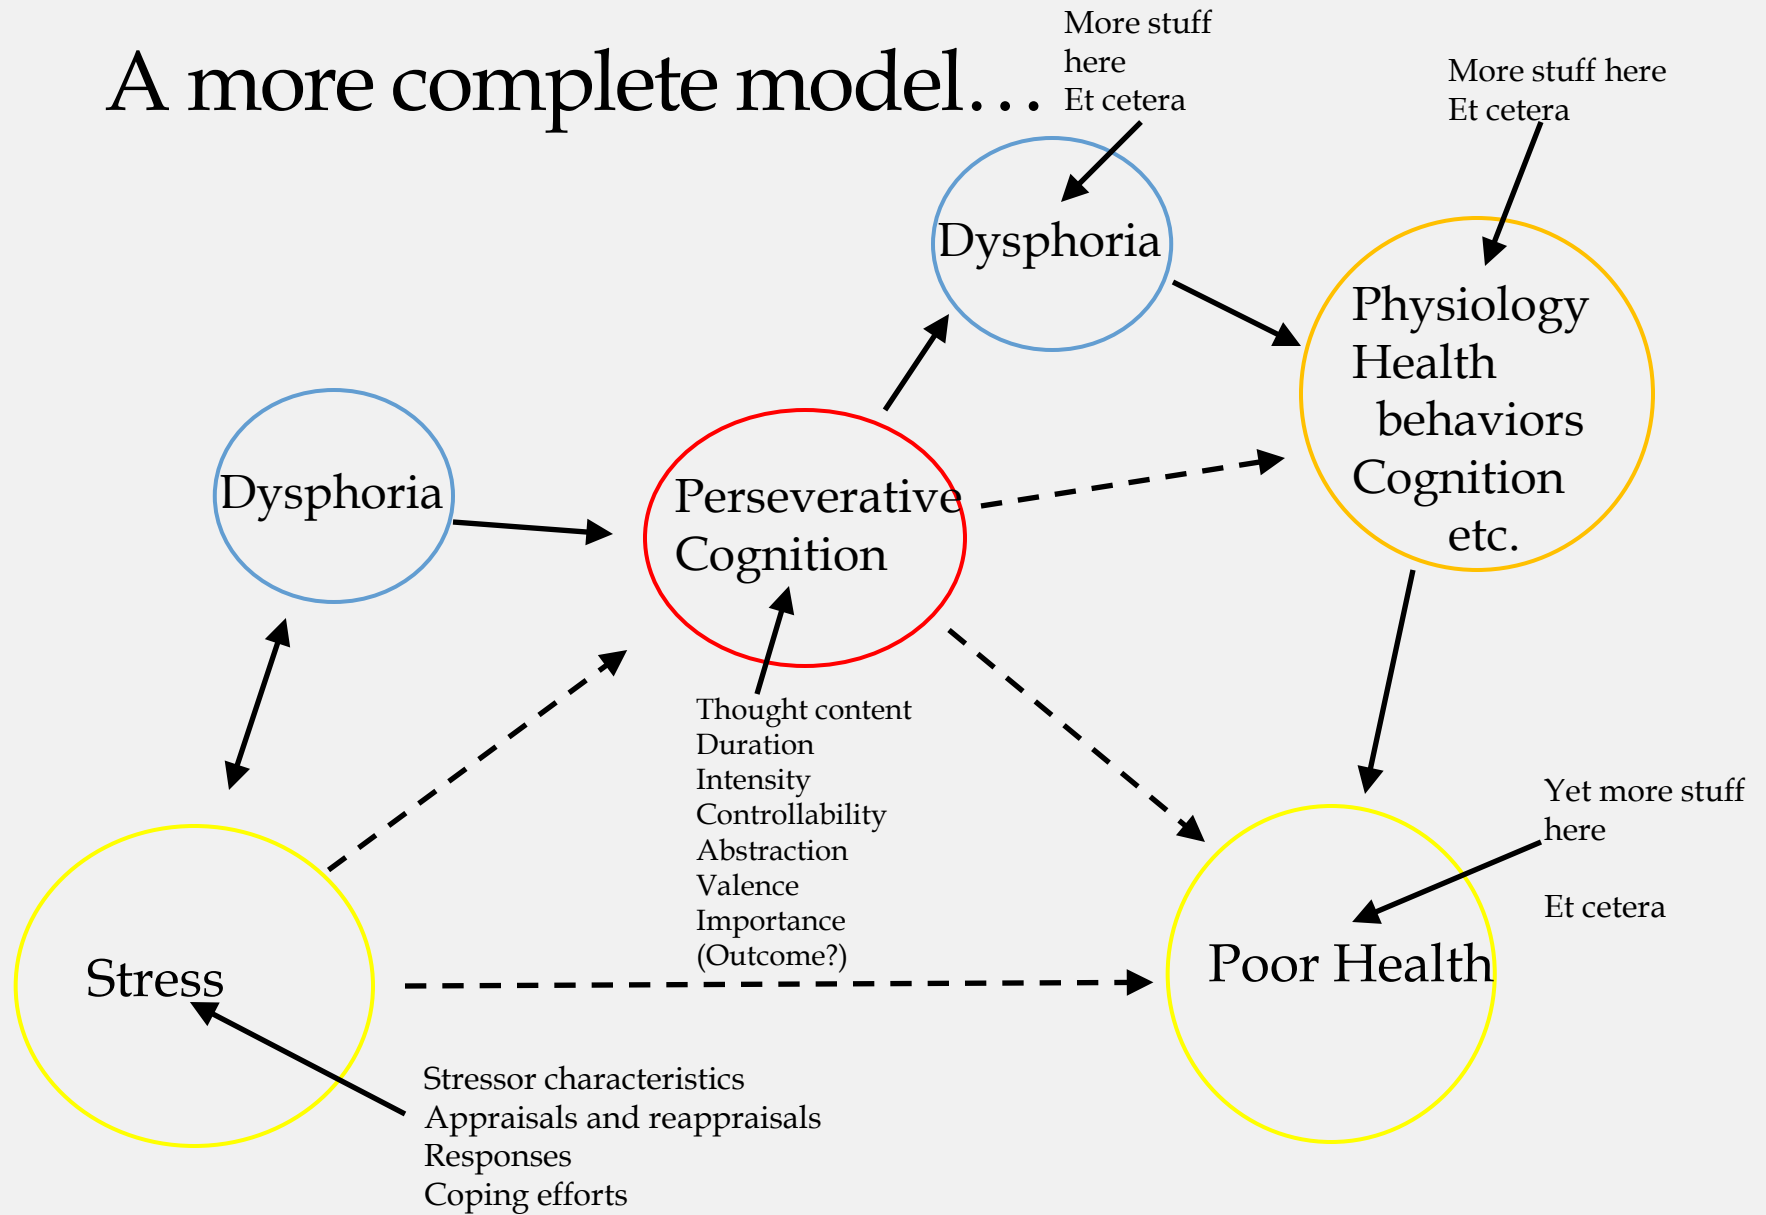 A more complete model…
More stuff
here
Et cetera
More stuff here
Et cetera
Dysphoria
Physiology
Health
behaviors
Cognition
etc.
Dysphoria
Perseverative
Cognition
Thought content
Duration
Intensity
Controllability
Abstraction
Valence
Importance
(Outcome?)
Yet more stuff
here
Et cetera
Stress
Poor Health
Stressor characteristics
Appraisals and reappraisals
Responses
Coping efforts